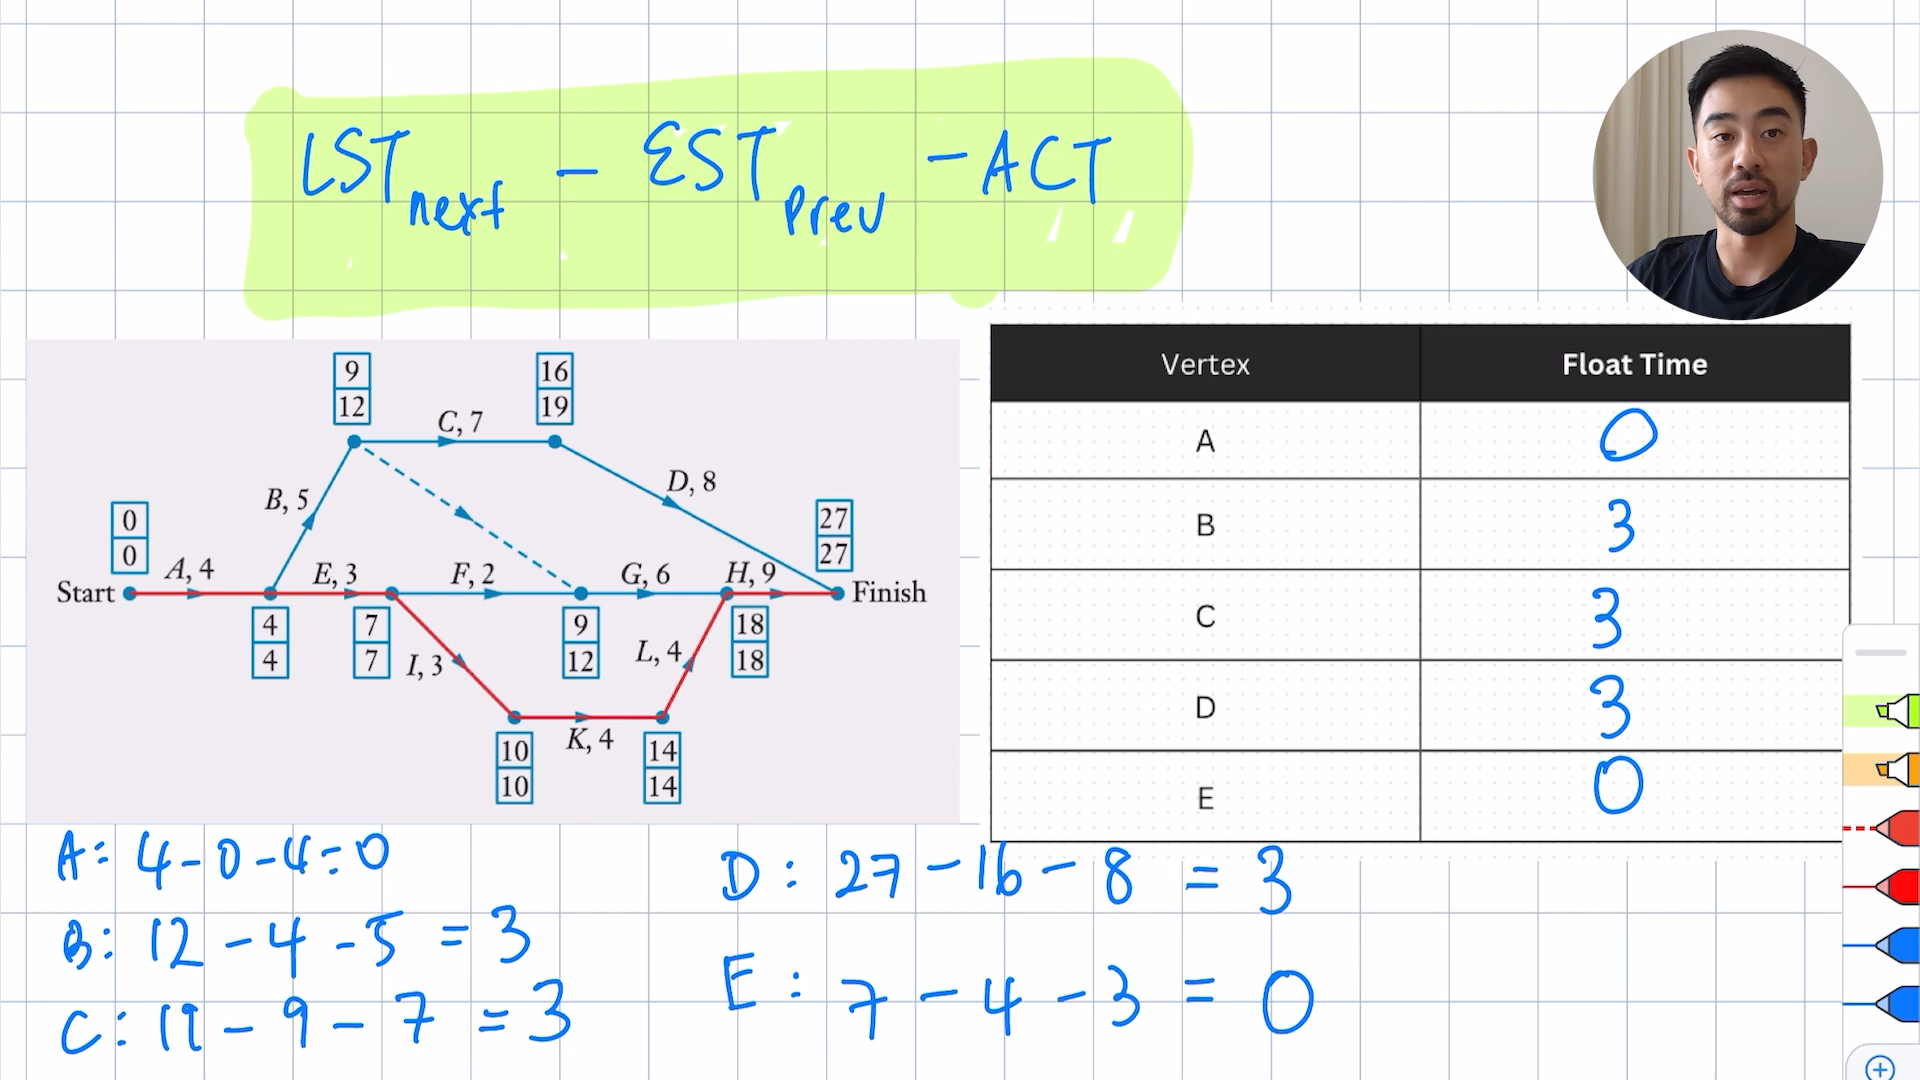 LST next - EST prev - ACT
9
12
16
19
C, 7
D, 8
B, 5
0
0
27
27
Start
A, 4
E, 3
F, 2
G, 6
H, 9
Finish
4
4
7
7
I, 3
9
12
L, 4
18
18
10
10
K, 4
14
14
Vertex Float Time
A 0
B 3
C 3
D 3
E 0
A: 4-0-4=0
B: 12-4-5=3
C: 19-9-7=3
D: 27-16-8=3
E: 7-4-3=0